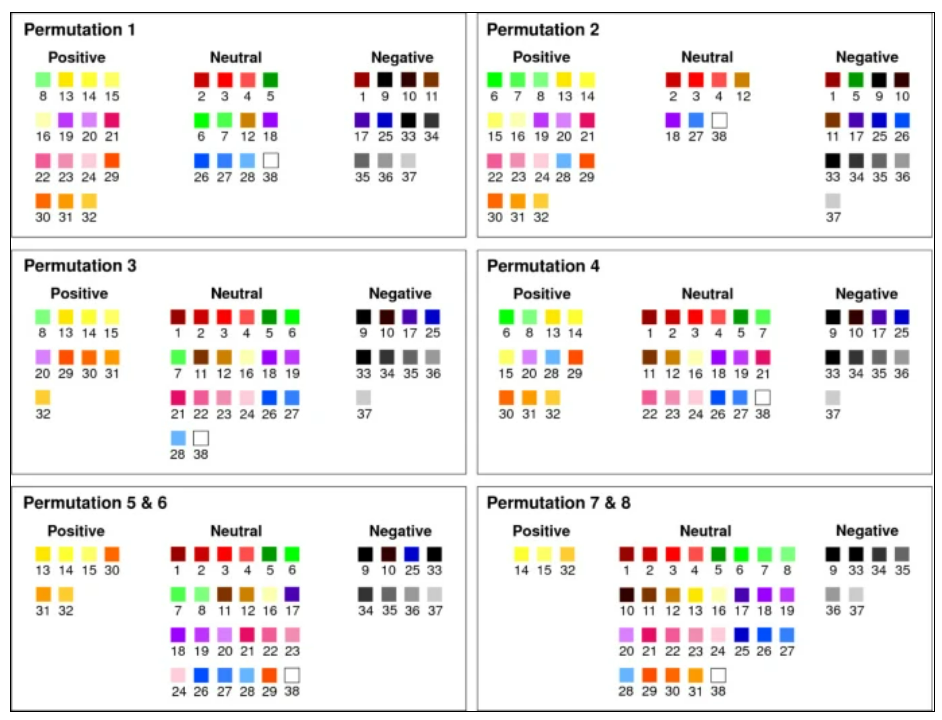 Permutation 1
Positive Neutral Negative
8 13 14 15 2 3 4 5 1 9 10 11
16 19 20 21 6 7 12 18 17 25 33 34
22 23 24 29 26 27 28 38 35 36 37
30 31 32
Permutation 2
Positive Neutral Negative
6 7 8 13 14 2 3 4 12 1 5 9 10
15 16 19 20 21 18 27 38 11 17 25 26
22 23 24 28 29 33 34 35 36
30 31 32 37
Permutation 3
Positive Neutral Negative
8 13 14 15 1 2 3 4 5 6 9 10 17 25
20 29 30 31 7 11 12 16 18 19 33 34 35 36
32 21 22 23 24 26 27 37
28 38
Permutation 4
Positive Neutral Negative
6 8 13 14 1 2 3 4 5 7 9 10 17 25
15 20 28 29 11 12 16 18 19 21 33 34 35 36
30 31 32 22 23 24 26 27 38 37
Permutation 5 & 6
Positive Neutral Negative
13 14 15 30 1 2 3 4 5 6 9 10 25 33
31 32 7 8 11 12 16 17 34 35 36 37
18 19 20 21 22 23
24 26 27 28 29 38
Permutation 7 & 8
Positive Neutral Negative
14 15 32 1 2 3 4 5 6 7 8 9 33 34 35
10 11 12 13 16 17 18 19 36 37
20 21 22 23 24 25 26 27
28 29 30 31 38